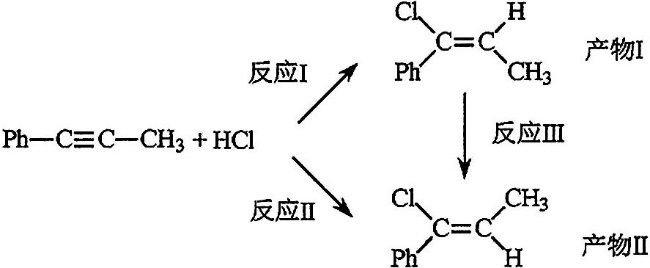 Cl H
C=C
Ph CH₃
产物I
反应I
Ph-C≡C-CH₃+HCl
反应III
反应II
Cl CH₃
C=C
Ph H
产物II